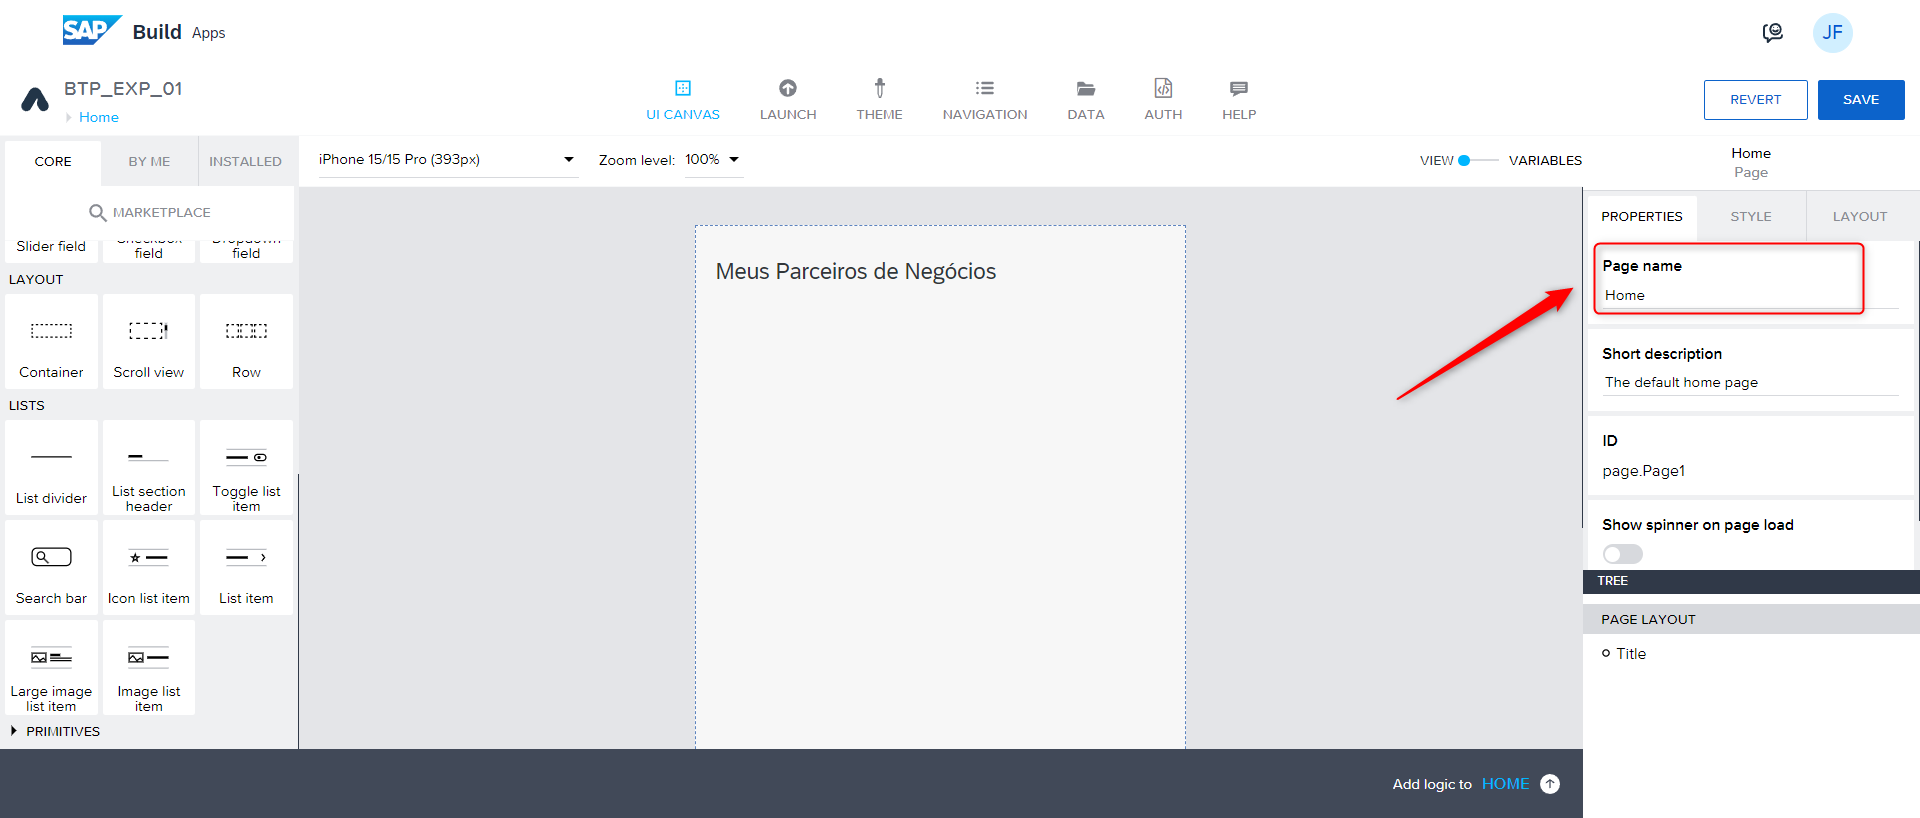 SAP Build Apps
JF
BTP_EXP_01
Home
UI CANVAS
LAUNCH
THEME
NAVIGATION
DATA
AUTH
HELP
REVERT
SAVE
CORE
BY ME
INSTALLED
iPhone 15/15 Pro (393px)
Zoom level: 100%
VIEW
VARIABLES
Home
Page
MARKETPLACE
PROPERTIES
STYLE
LAYOUT
Slider field
Checkbox
field
Dropdown
field
LAYOUT
Container
Scroll view
Row
LISTS
List divider
List section
header
Toggle list
item
Search bar
Icon list item
List item
Large image
list item
Image list
item
PRIMITIVES
Meus Parceiros de Negócios
Page name
Home
Short description
The default home page
ID
page.Page1
Show spinner on page load
TREE
PAGE LAYOUT
Title
Add logic to HOME